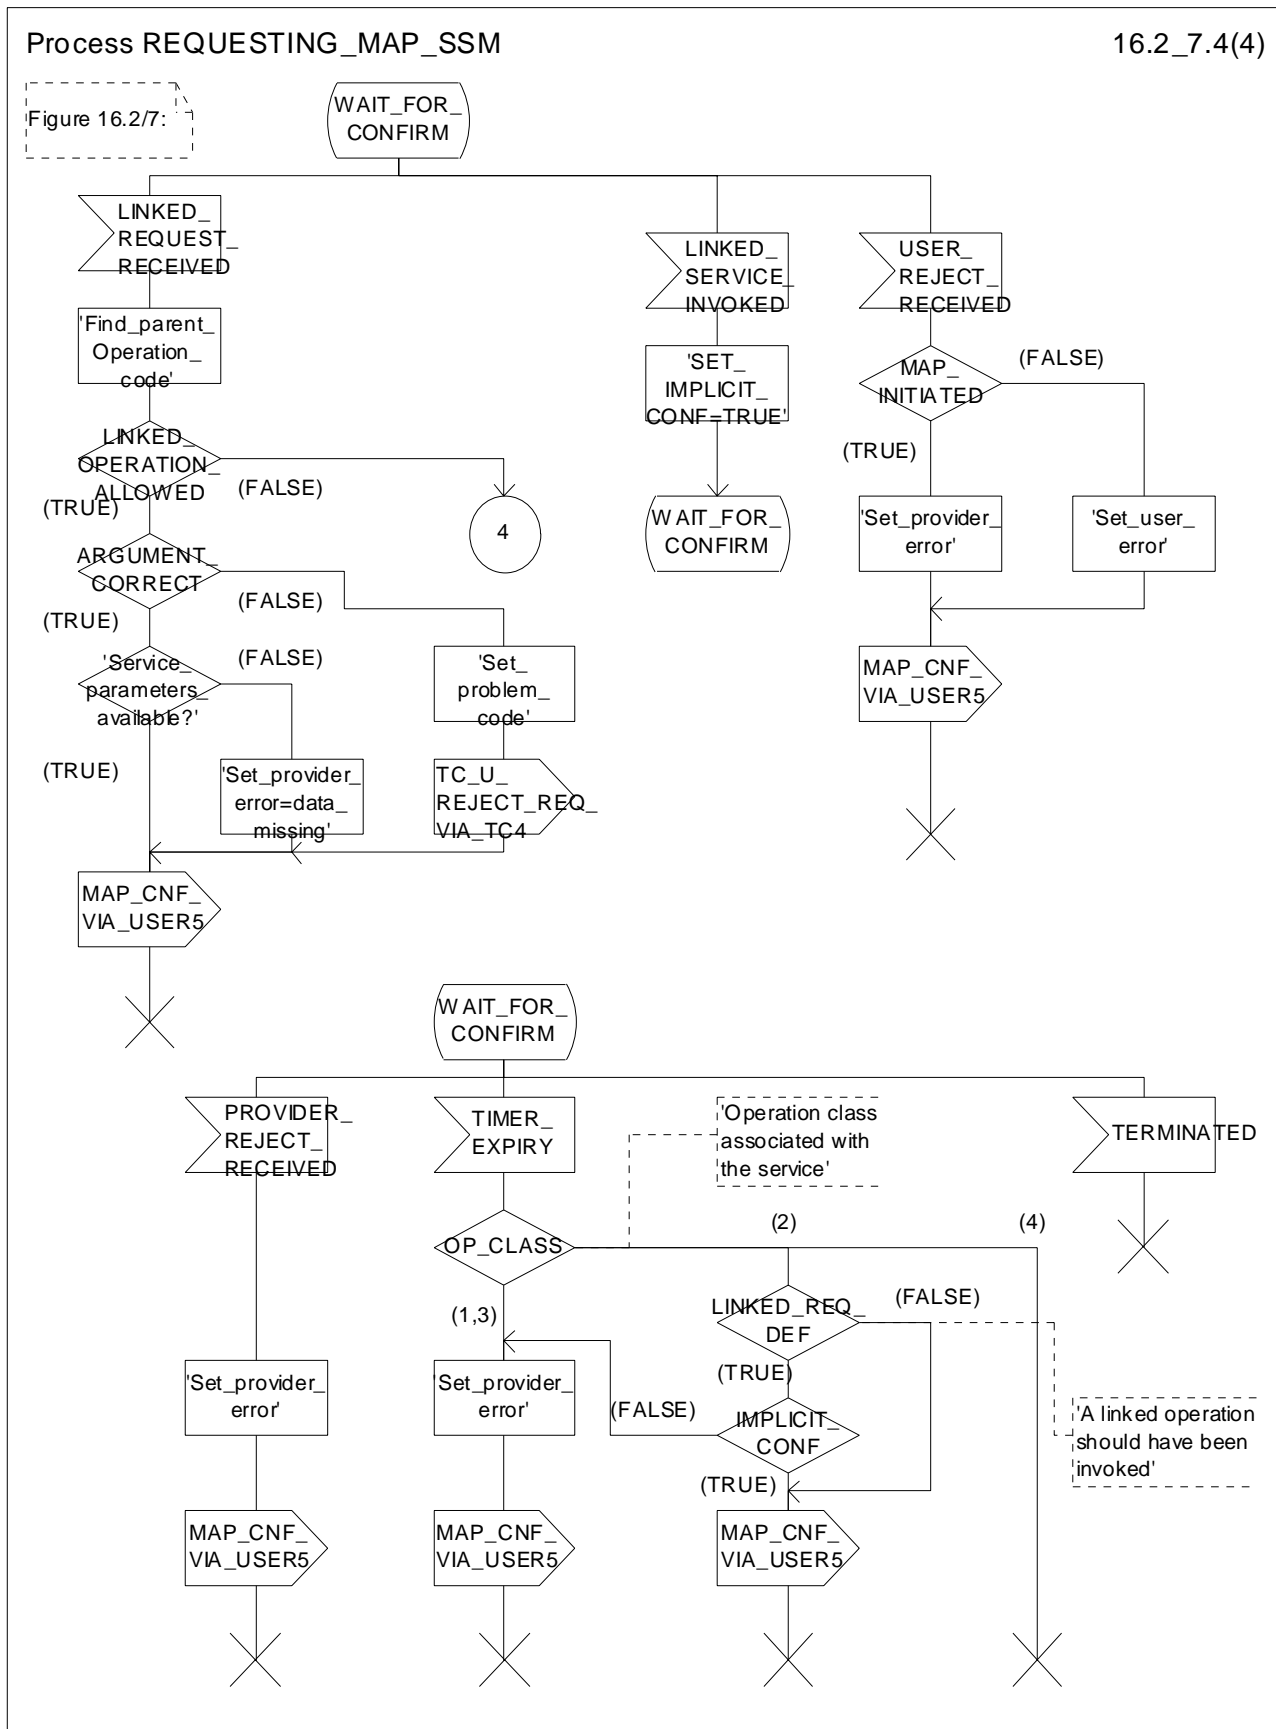 Process REQUESTING_MAP_SSM
16.2_7.4(4)
Figure 16.2/7:
WAIT_FOR_
CONFIRM
LINKED_
REQUEST_
RECEIVED
LINKED_
SERVICE_
INVOKED
USER_
REJECT_
RECEIVED
'Find_parent_
Operation_
code'
'SET_
IMPLICIT_
CONF=TRUE'
MAP_
INITIATED
(FALSE)
(TRUE)
LINKED_
OPERATION_
ALLOWED
(FALSE)
(TRUE)
4
WAIT_FOR_
CONFIRM
'Set_provider_
error'
'Set_user_
error'
ARGUMENT_
CORRECT
(FALSE)
(TRUE)
'Service_
parameters_
available?'
(FALSE)
(TRUE)
'Set_
problem_
code'
MAP_CNF_
VIA_USER5
'Set_provider_
error=data_
missing'
TC_U_
REJECT_REQ_
VIA_TC4
MAP_CNF_
VIA_USER5
WAIT_FOR_
CONFIRM
PROVIDER_
REJECT_
RECEIVED
TIMER_
EXPIRY
'Operation class
associated with
the service'
TERMINATED
OP_CLASS
(2)
(4)
(1,3)
LINKED_REQ_
DEF
(FALSE)
(TRUE)
'Set_provider_
error'
'Set_provider_
error'
(FALSE)
IMPLICIT_
CONF
(TRUE)
'A linked operation
should have been
invoked'
MAP_CNF_
VIA_USER5
MAP_CNF_
VIA_USER5
MAP_CNF_
VIA_USER5